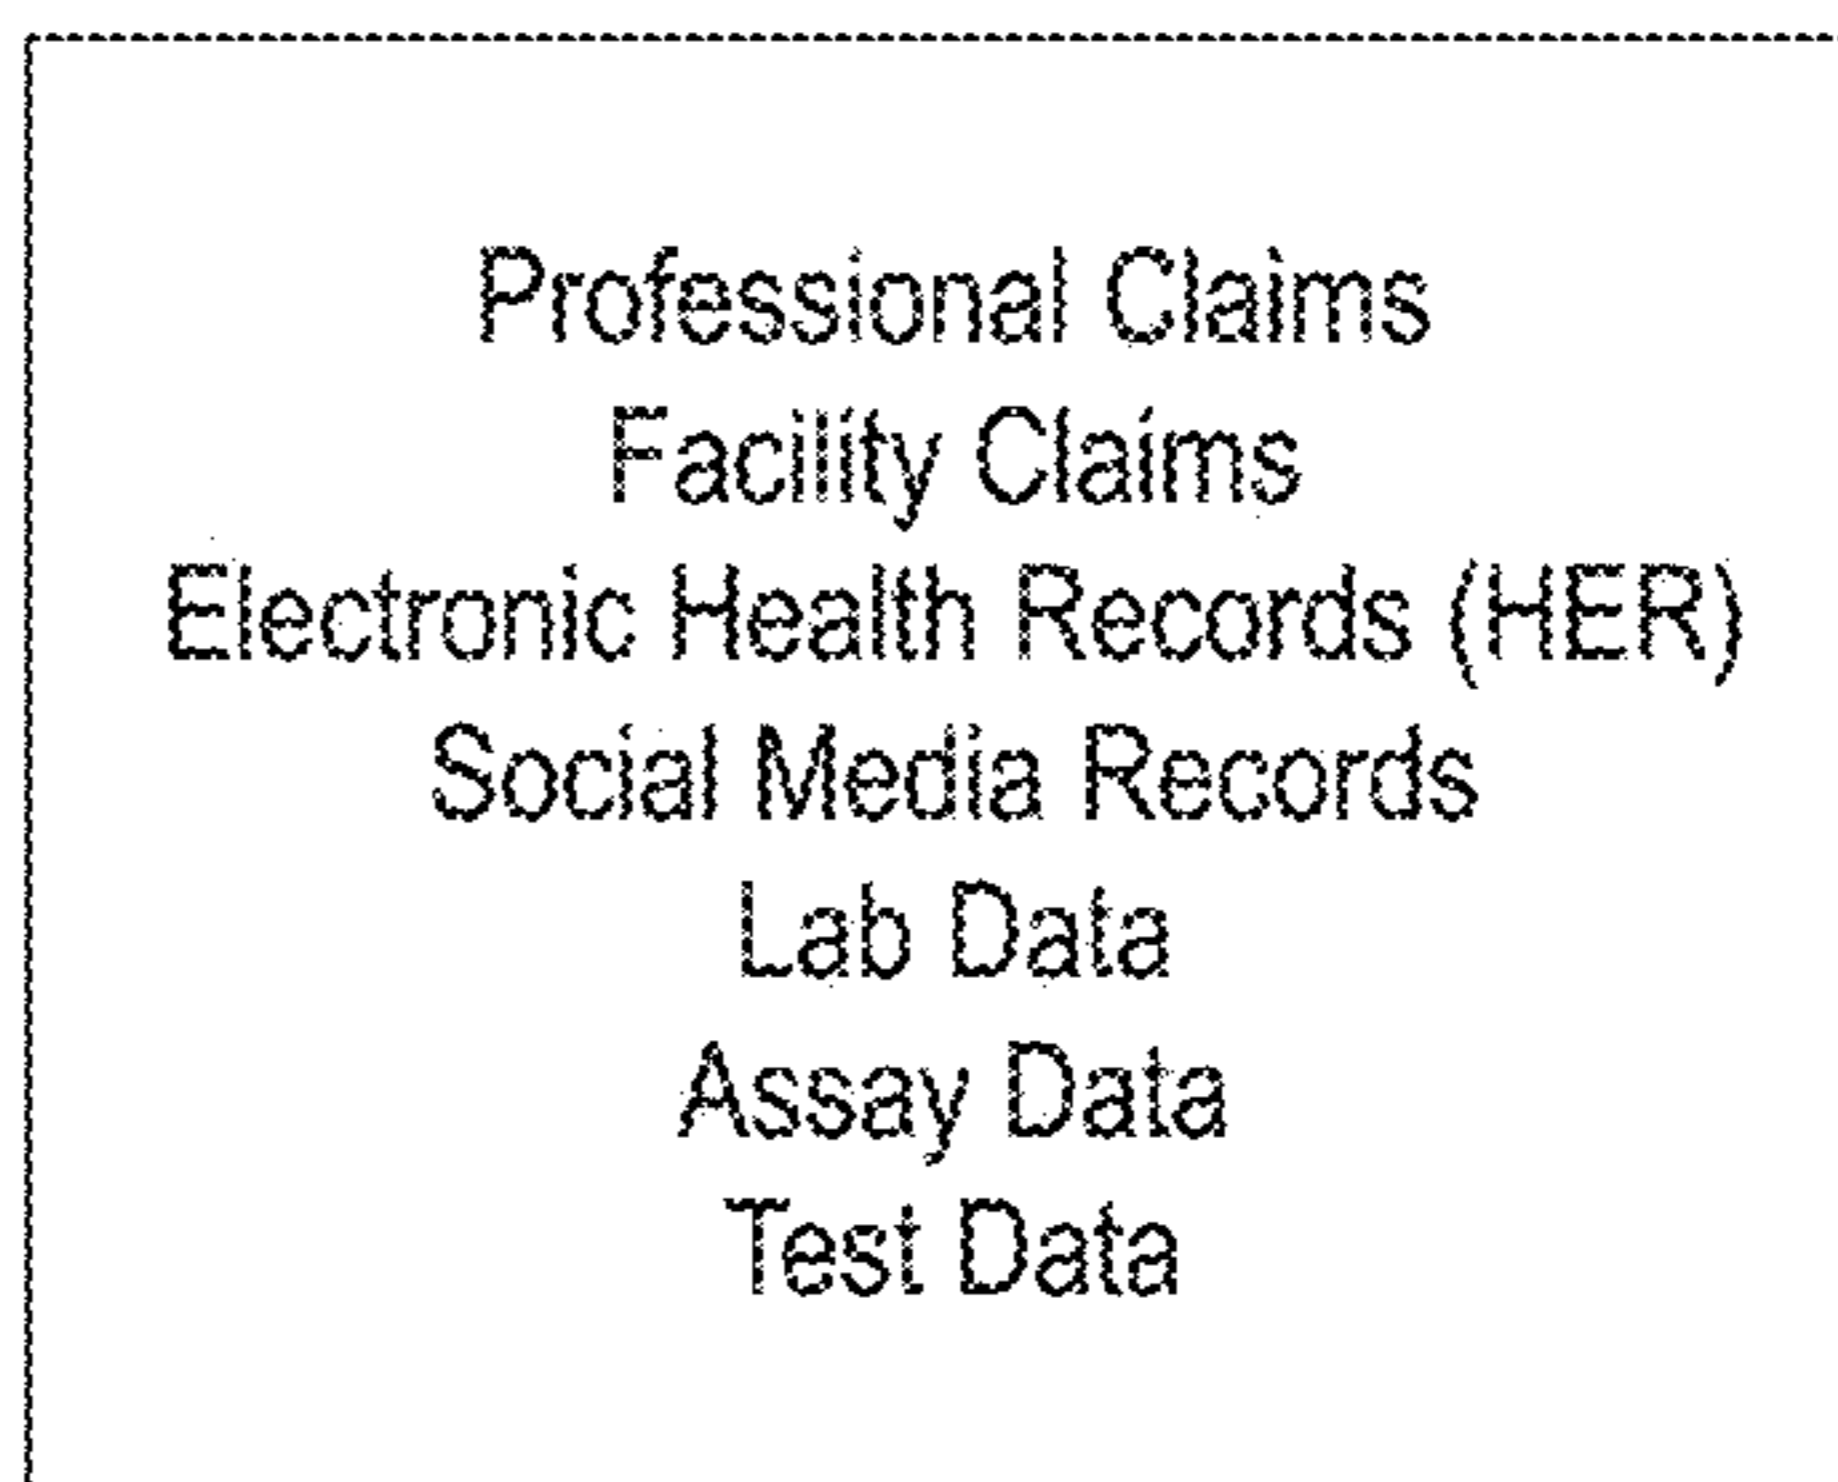 Professional Claims
Facility Claims
Electronic Health Records (HER)
Social Media Records
Lab Data
Assay Data
Test Data